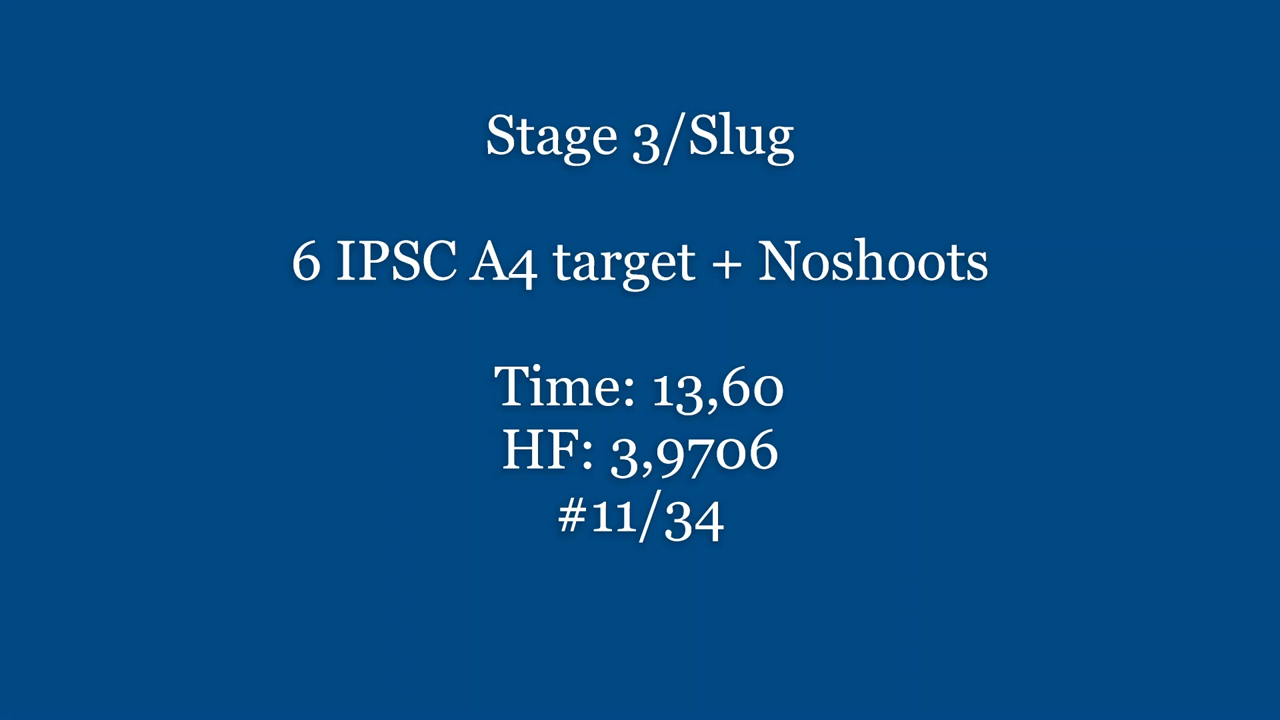 Stage 3/Slug
6 IPSC A4 target + Noshoots
Time: 13,60
HF: 3,9706
#11/34